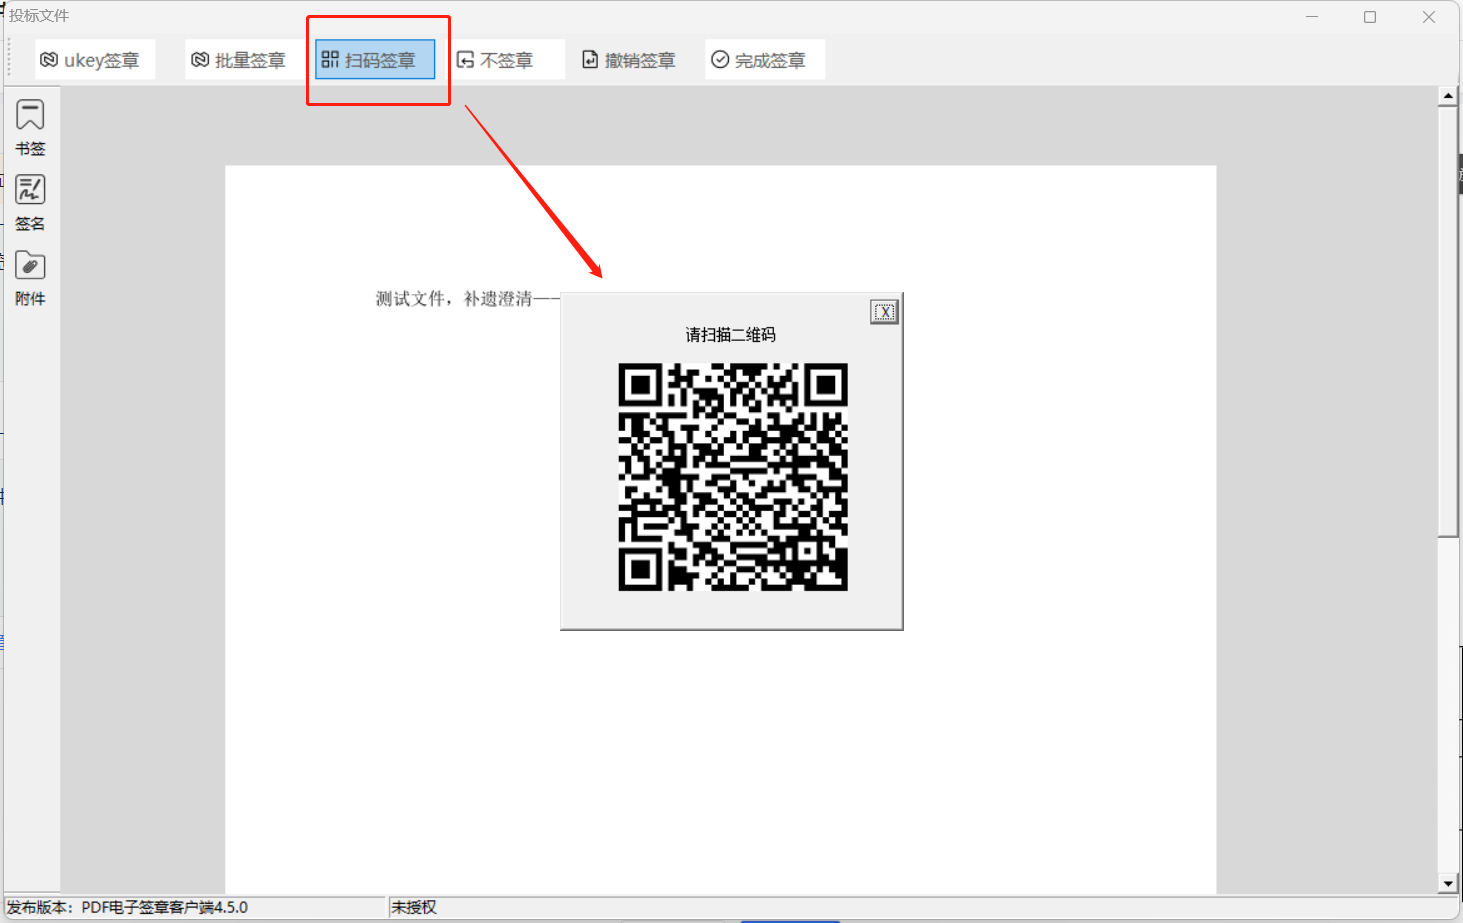 投标文件
ukey签章
批量签章
扫码签章
不签章
撤销签章
完成签章
书签
签名
附件
测试文件，补遗澄清——
X
请扫描二维码
发布版本：PDF电子签章客户端4.5.0
未授权